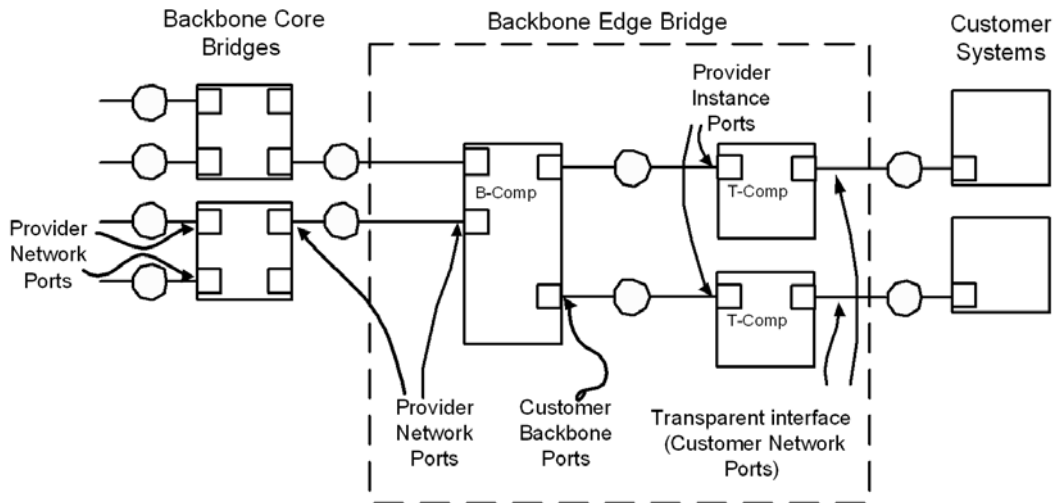 Backbone Core
Bridges
Backbone Edge Bridge
Customer
Systems
Provider
Instance
Ports
B-Comp
T-Comp
Provider
Network
Ports
T-Comp
Provider
Network
Ports
Customer
Backbone
Ports
Transparent interface
(Customer Network
Ports)